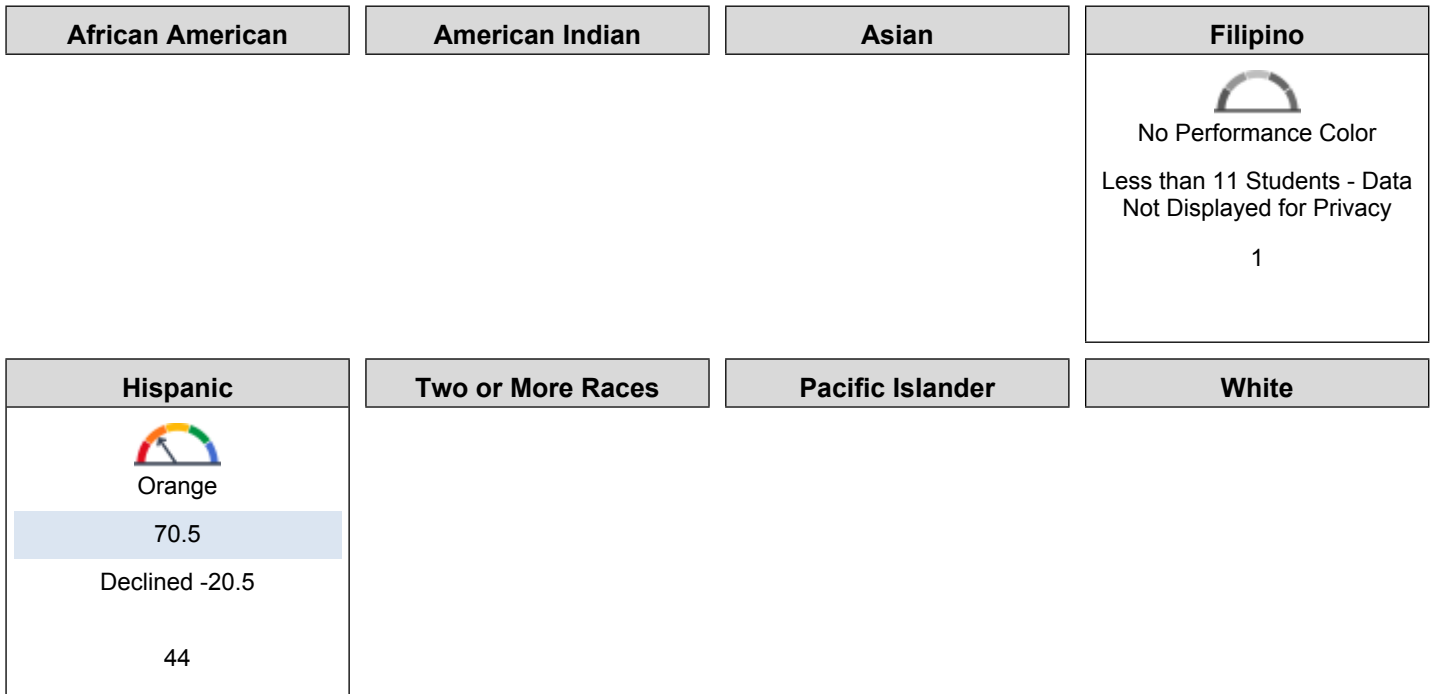 African American
American Indian
Asian
Filipino
No Performance Color
Less than 11 Students - Data
Not Displayed for Privacy
1
Hispanic
Two or More Races
Pacific Islander
White
Orange
70.5
Declined -20.5
44